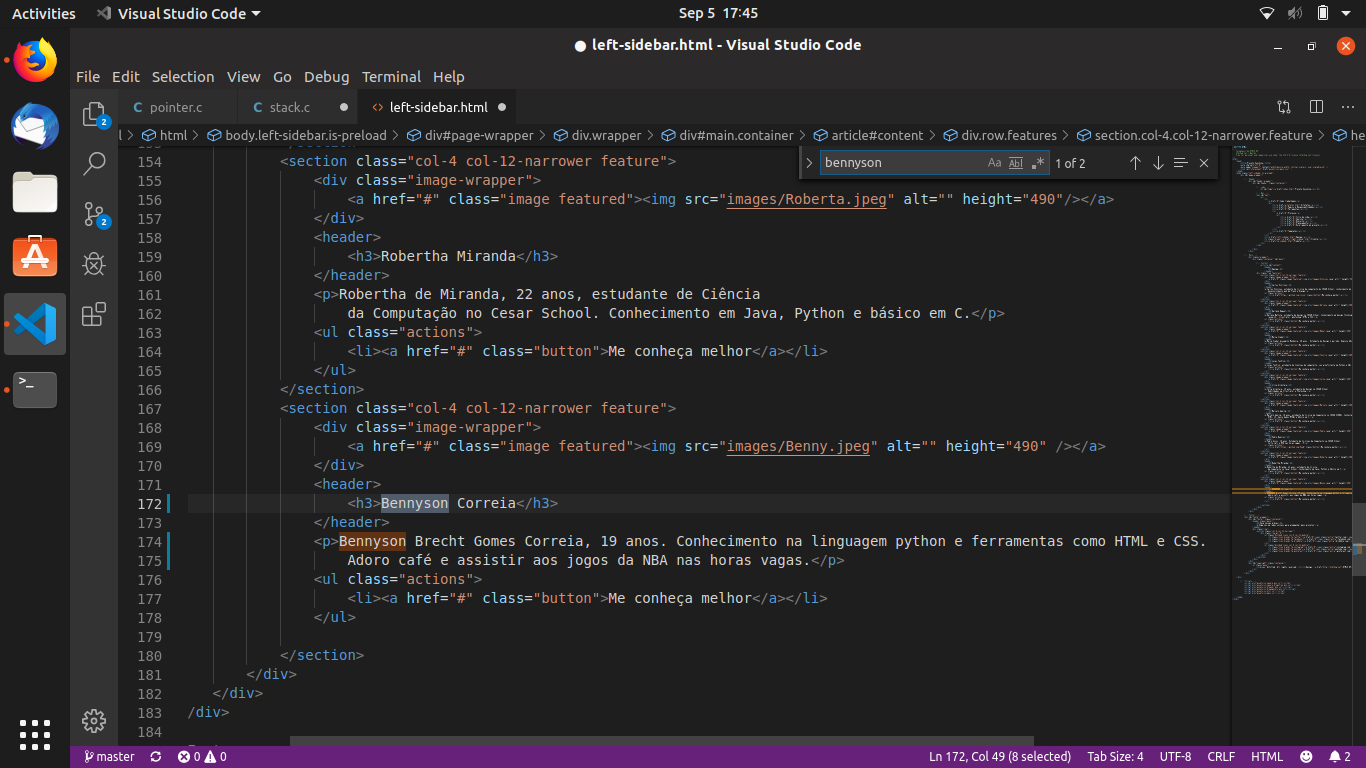 Activities Visual Studio Code Sep 5 17:45
left-sidebar.html - Visual Studio Code
File Edit Selection View Go Debug Terminal Help
pointer.c stack.c left-sidebar.html
l > html > body.left-sidebar.is-preload > div#page-wrapper > div.wrapper > div#main.container > article#content > div.row.features > section.col-4.col-12-narrower.feature > he
bennyson Aa Abl .* 1 of 2
154 <section class="col-4 col-12-narrower feature">
155 <div class="image-wrapper">
156 <a href="#" class="image featured"><img src="images/Roberta.jpeg" alt="" height="490"/></a>
157 </div>
158 <header>
159 <h3>Robertha Miranda</h3>
160 </header>
161 <p>Robertha de Miranda, 22 anos, estudante de Ciência
162 da Computação no Cesar School. Conhecimento em Java, Python e básico em C.</p>
163 <ul class="actions">
164 <li><a href="#" class="button">Me conheça melhor</a></li>
165 </ul>
166 </section>
167 <section class="col-4 col-12-narrower feature">
168 <div class="image-wrapper">
169 <a href="#" class="image featured"><img src="images/Benny.jpeg" alt="" height="490" /></a>
170 </div>
171 <header>
172 <h3>Bennyson Correia</h3>
173 </header>
174 <p>Bennyson Brecht Gomes Correia, 19 anos. Conhecimento na linguagem python e ferramentas como HTML e CSS.
175 Adoro café e assistir aos jogos da NBA nas horas vagas.</p>
176 <ul class="actions">
177 <li><a href="#" class="button">Me conheça melhor</a></li>
178 </ul>
179
180 </section>
181 </div>
182 </div>
183 /div>
184
master 0 0 Ln 172, Col 49 (8 selected) Tab Size: 4 UTF-8 CRLF HTML 2